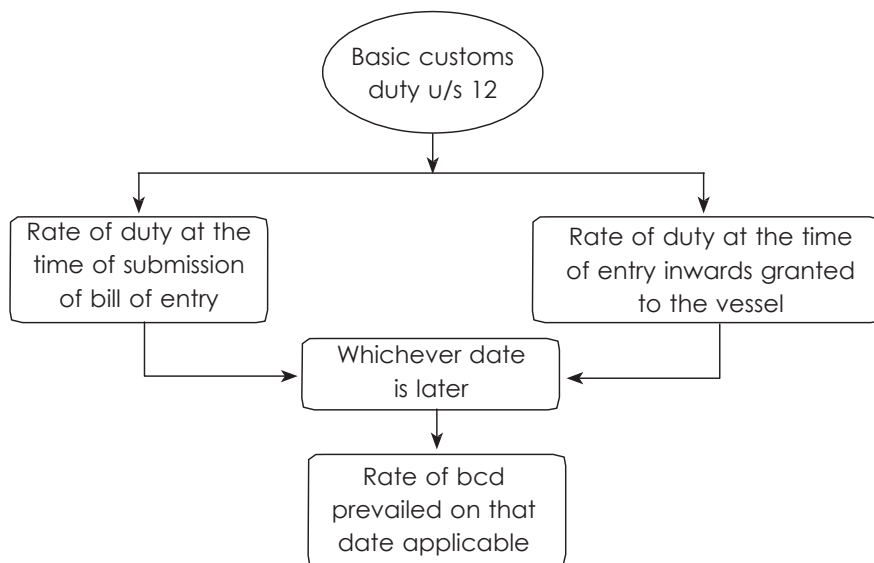 Basic customs
duty u/s 12
Rate of duty at the
time of submission
of bill of entry
Rate of duty at the time
of entry inwards granted
to the vessel
Whichever date
is later
Rate of bcd
prevailed on that
date applicable